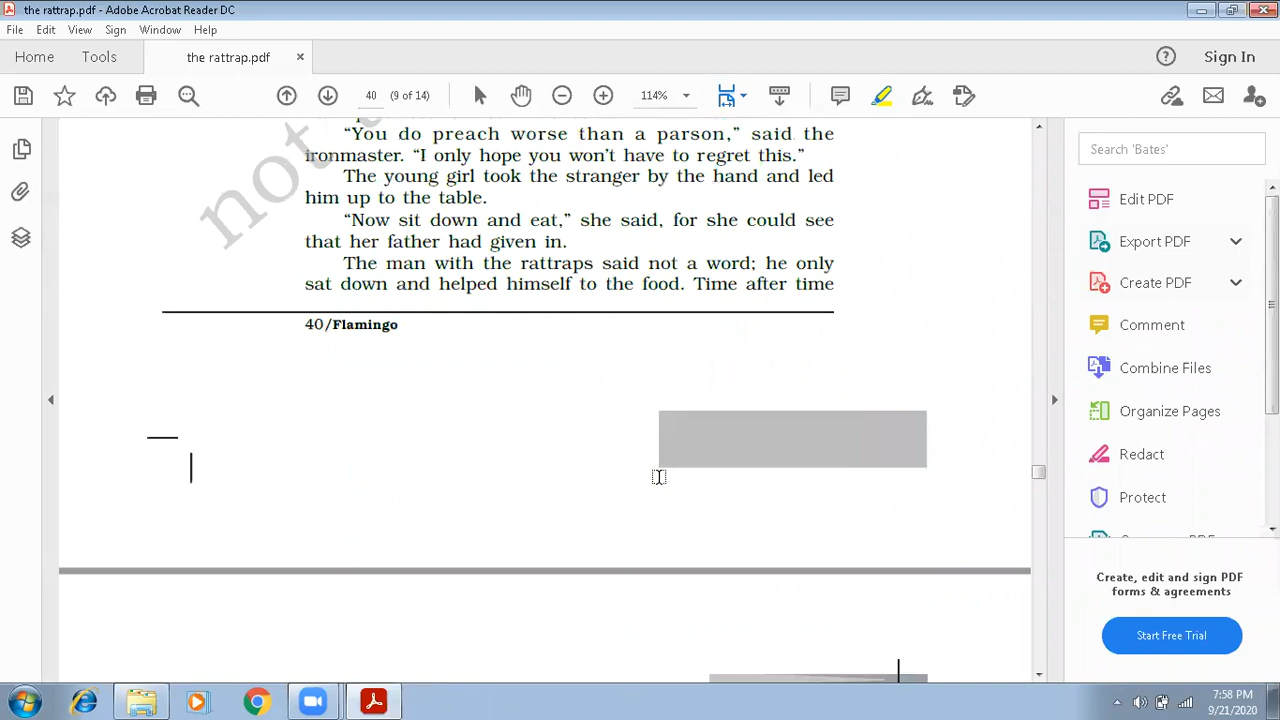 the rattrap.pdf - Adobe Acrobat Reader DC
File Edit View Sign Window Help
Home Tools the rattrap.pdf × Sign In
40 (9 of 14) 114%
not
“You do preach worse than a parson,” said the
ironmaster. “I only hope you won’t have to regret this.”
The young girl took the stranger by the hand and led
him up to the table.
“Now sit down and eat,” she said, for she could see
that her father had given in.
The man with the rattraps said not a word; he only
sat down and helped himself to the food. Time after time
40/Flamingo
Search 'Bates'
Edit PDF
Export PDF
Create PDF
Comment
Combine Files
Organize Pages
Redact
Protect
Create, edit and sign PDF
forms & agreements
Start Free Trial
7:58 PM
9/21/2020